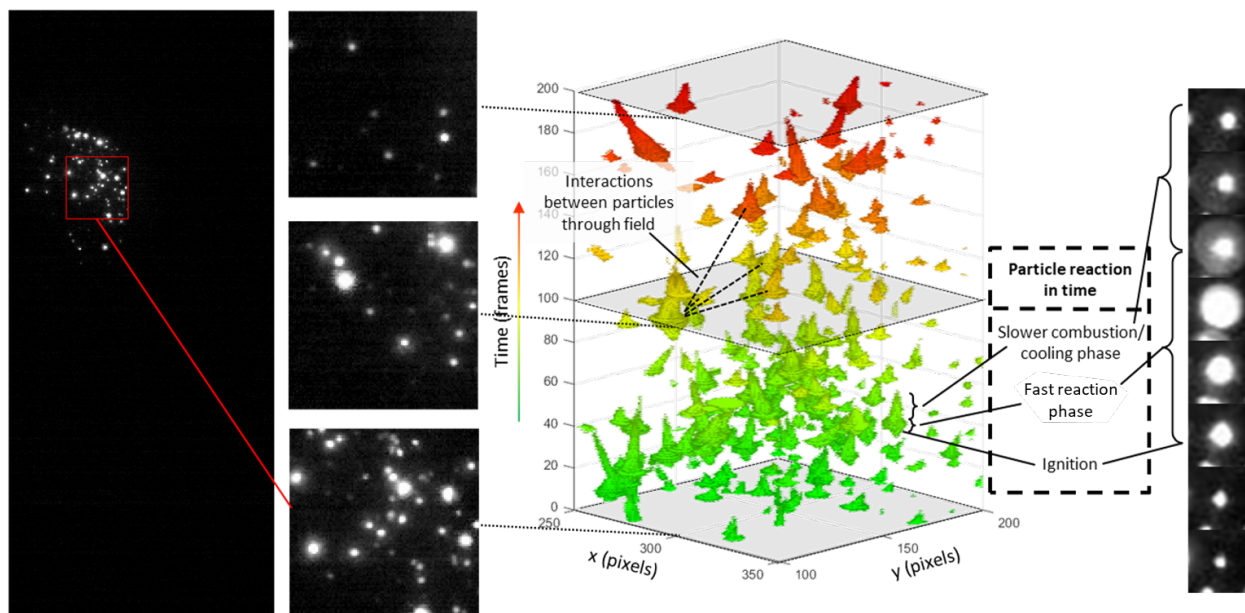 200
180
160
140
120
100
80
60
40
20
0
Time (frames)
250
300
350
x (pixels)
100
150
200
y (pixels)
Interactions
between particles
through field
Particle reaction
in time
Slower combustion/
cooling phase
Fast reaction
phase
Ignition